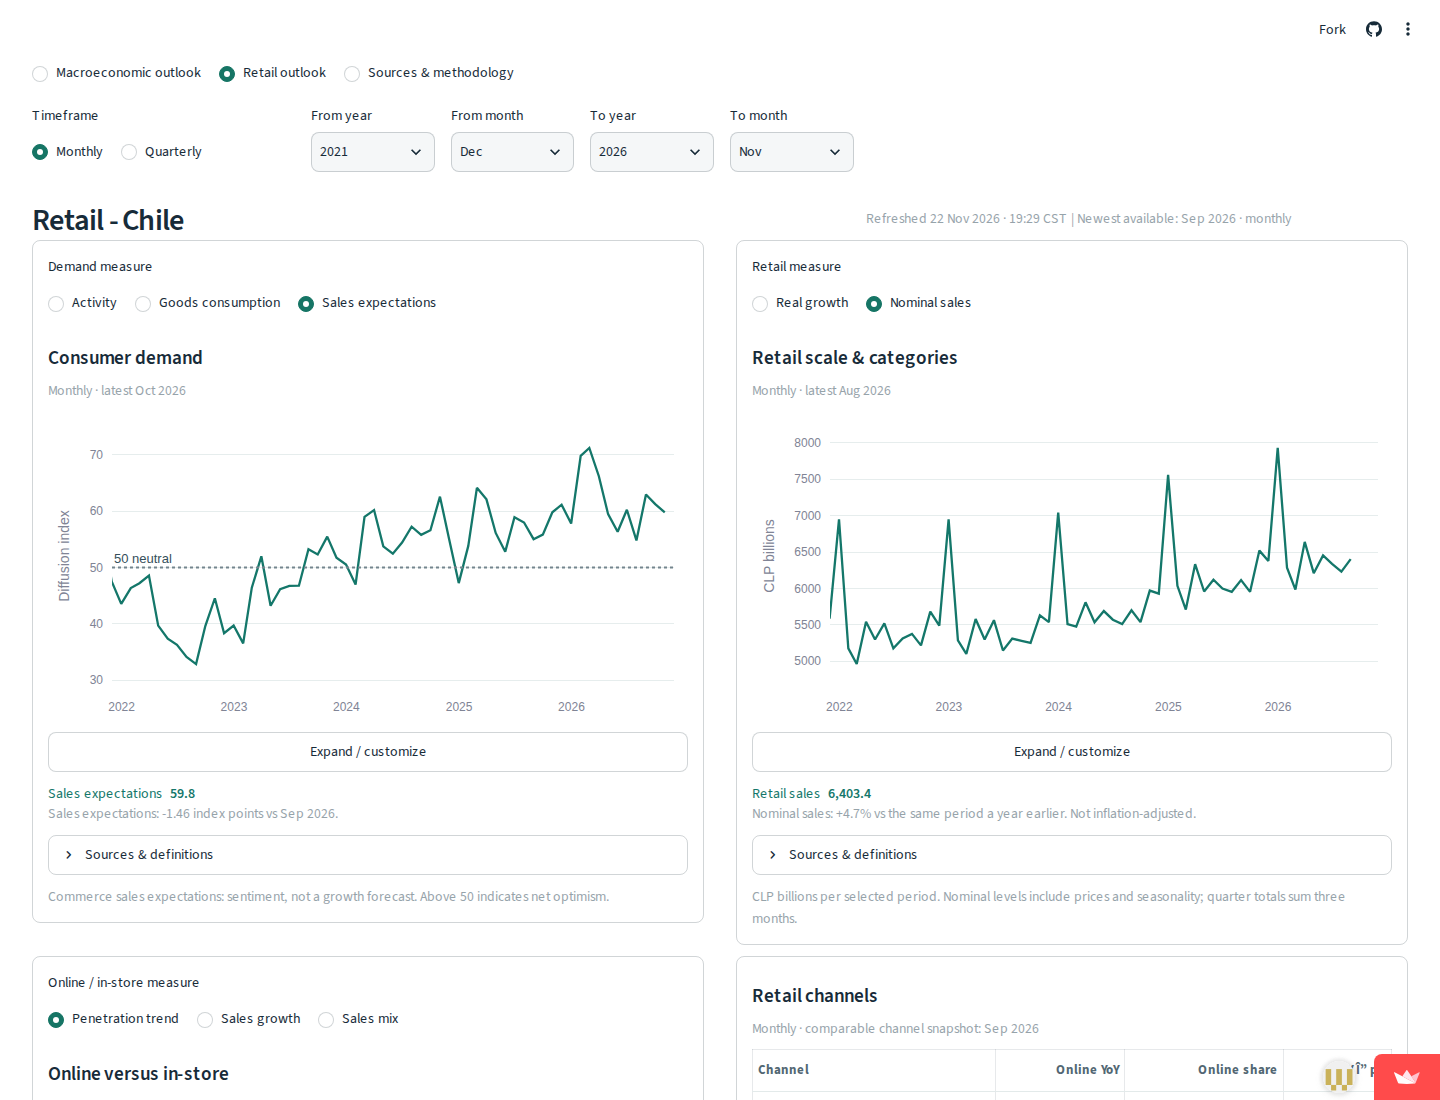 Fork
Macroeconomic outlook Retail outlook Sources & methodology
Timeframe From year From month To year To month
Monthly Quarterly 2021 Dec 2026 Nov
Retail - Chile
Refreshed 22 Nov 2026 · 19:29 CST | Newest available: Sep 2026 · monthly
Demand measure
Activity Goods consumption Sales expectations
Consumer demand
Monthly · latest Oct 2026
70
60
50
40
30
Diffusion index
50 neutral
2022 2023 2024 2025 2026
Expand / customize
Sales expectations 59.8
Sales expectations: -1.46 index points vs Sep 2026.
Sources & definitions
Commerce sales expectations: sentiment, not a growth forecast. Above 50 indicates net optimism.
Retail measure
Real growth Nominal sales
Retail scale & categories
Monthly · latest Aug 2026
8000
7500
7000
6500
6000
5500
5000
CLP billions
2022 2023 2024 2025 2026
Expand / customize
Retail sales 6,403.4
Nominal sales: +4.7% vs the same period a year earlier. Not inflation-adjusted.
Sources & definitions
CLP billions per selected period. Nominal levels include prices and seasonality; quarter totals sum three
months.
Online / in-store measure
Penetration trend Sales growth Sales mix
Online versus in-store
Retail channels
Monthly · comparable channel snapshot: Sep 2026
Channel Online YoY Online share